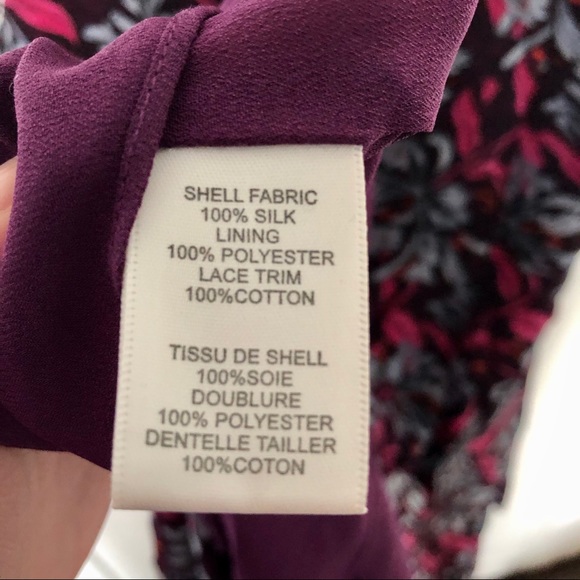 SHELL FABRIC
100% SILK
LINING
100% POLYESTER
LACE TRIM
100%COTTON
TISSU DE SHELL
100%SOIE
DOUBLURE
100% POLYESTER
DENTELLE TAILLER
100%COTON